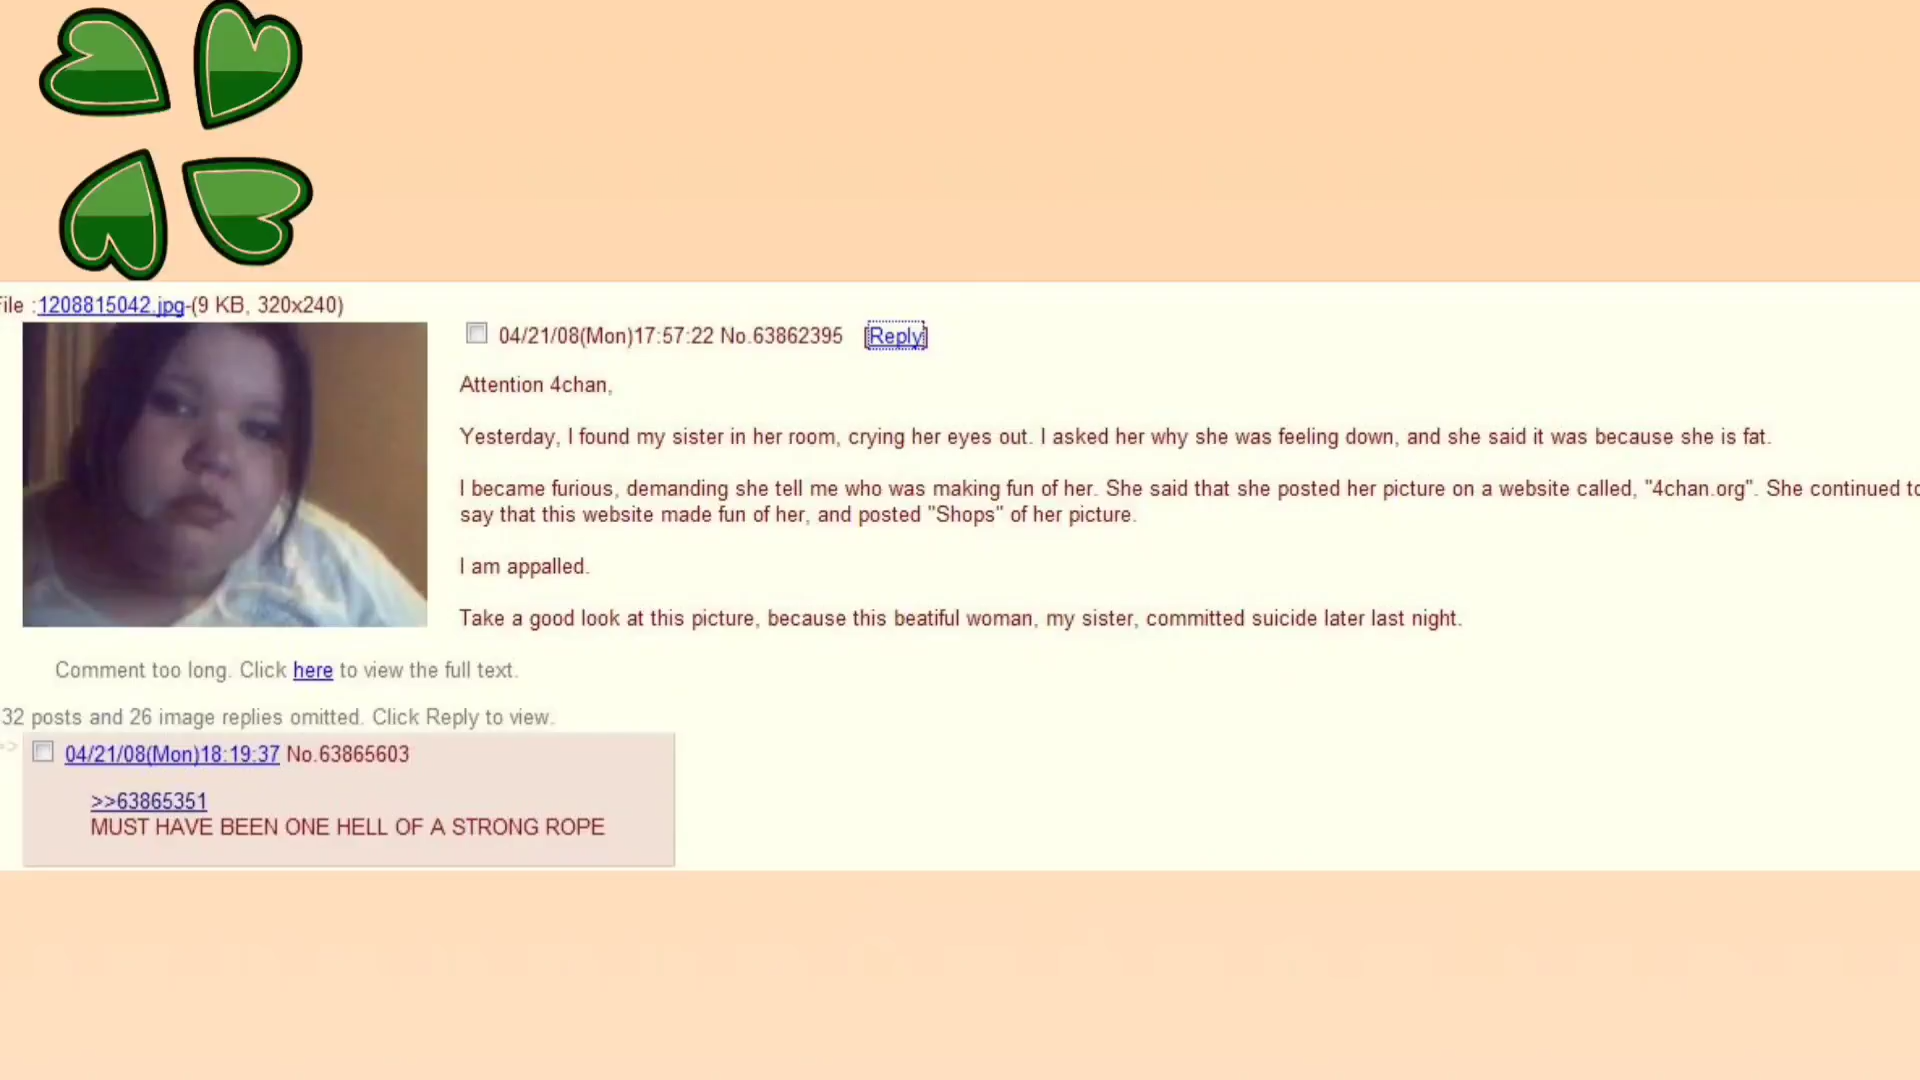 File :1208815042.jpg-(9 KB, 320x240)
04/21/08(Mon)17:57:22 No.63862395 [Reply]
Attention 4chan,
Yesterday, I found my sister in her room, crying her eyes out. I asked her why she was feeling down, and she said it was because she is fat.
I became furious, demanding she tell me who was making fun of her. She said that she posted her picture on a website called, "4chan.org". She continued to
say that this website made fun of her, and posted "Shops" of her picture.
I am appalled.
Take a good look at this picture, because this beatiful woman, my sister, committed suicide later last night.
Comment too long. Click here to view the full text.
32 posts and 26 image replies omitted. Click Reply to view.
>> 04/21/08(Mon)18:19:37 No.63865603
>>63865351
MUST HAVE BEEN ONE HELL OF A STRONG ROPE